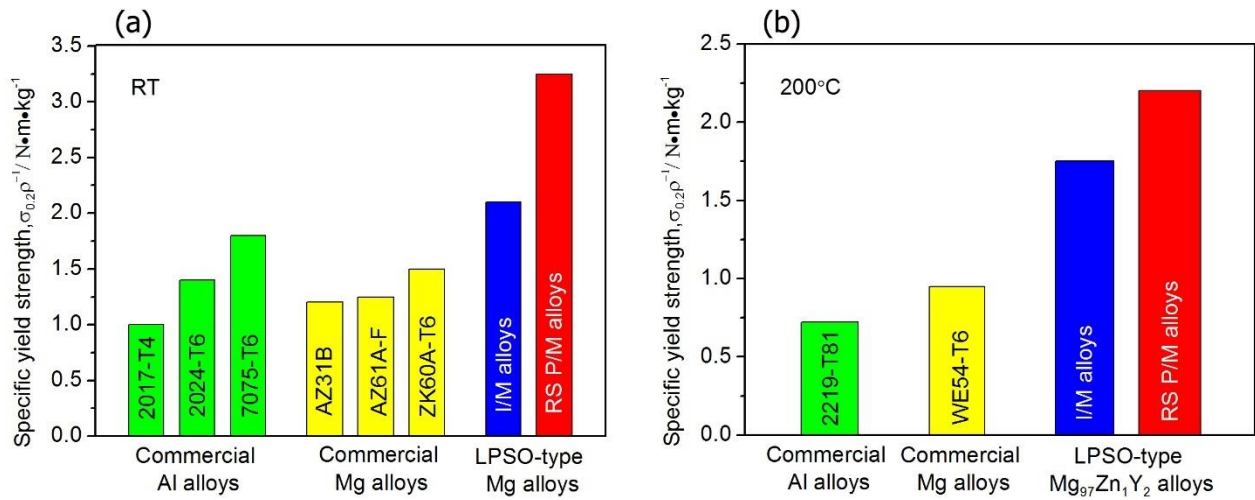 (a)
RT
Specific yield strength,σ0.2ρ⁻¹/ N•m•kg⁻¹
3.5
3.0
2.5
2.0
1.5
1.0
0.5
0.0
2017-T4
2024-T6
7075-T6
AZ31B
AZ61A-F
ZK60A-T6
I/M alloys
RS P/M alloys
Commercial
Al alloys
Commercial
Mg alloys
LPSO-type
Mg alloys
(b)
200°C
Specific yield strength,σ0.2ρ⁻¹/ N•m•kg⁻¹
2.5
2.0
1.5
1.0
0.5
0.0
2219-T81
WE54-T6
I/M alloys
RS P/M alloys
Commercial
Al alloys
Commercial
Mg alloys
LPSO-type
Mg₉₇Zn₁Y₂ alloys